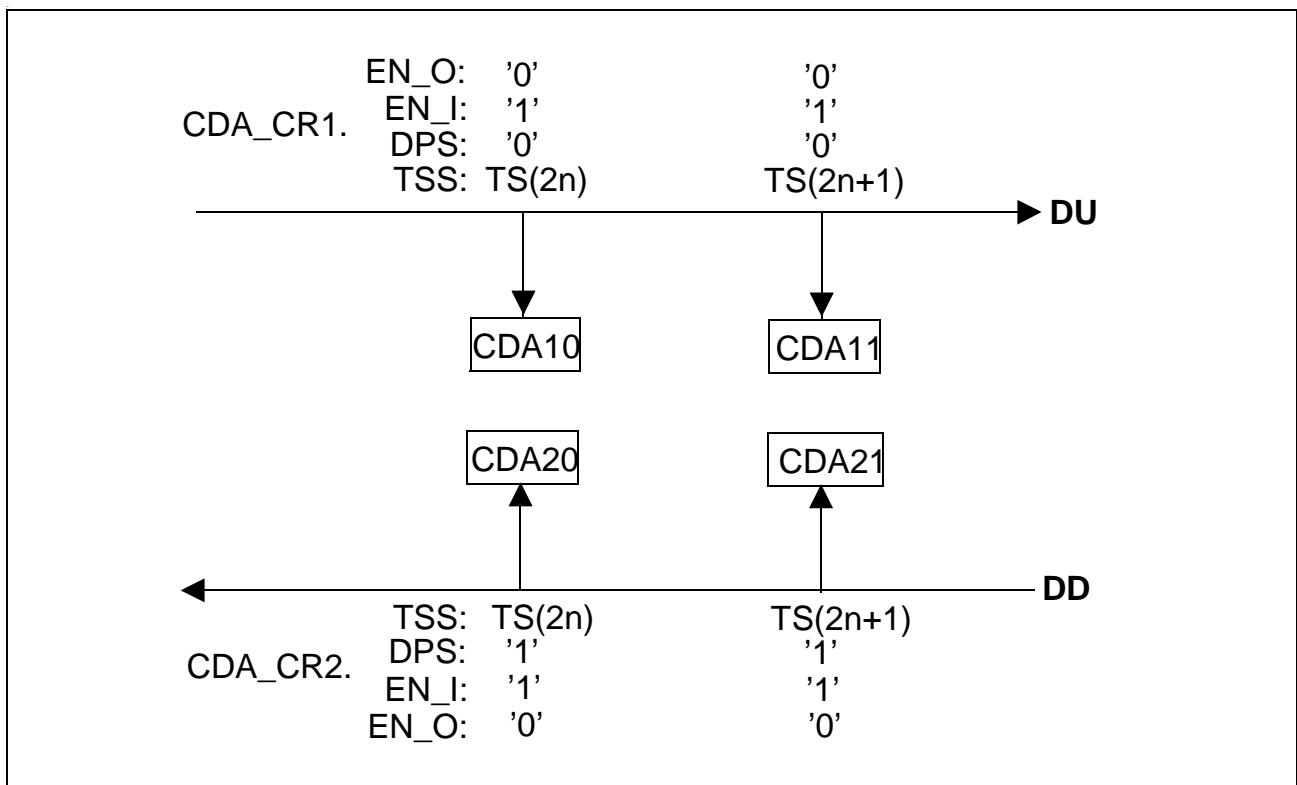 EN_O: ’0’ ’0’
EN_I: ’1’ ’1’
CDA_CR1.
DPS: ’0’ ’0’
TSS: TS(2n) TS(2n+1)
DU
CDA10 CDA11
CDA20 CDA21
DD
TSS: TS(2n) TS(2n+1)
DPS: ’1’ ’1’
CDA_CR2.
EN_I: ’1’ ’1’
EN_O: ’0’ ’0’